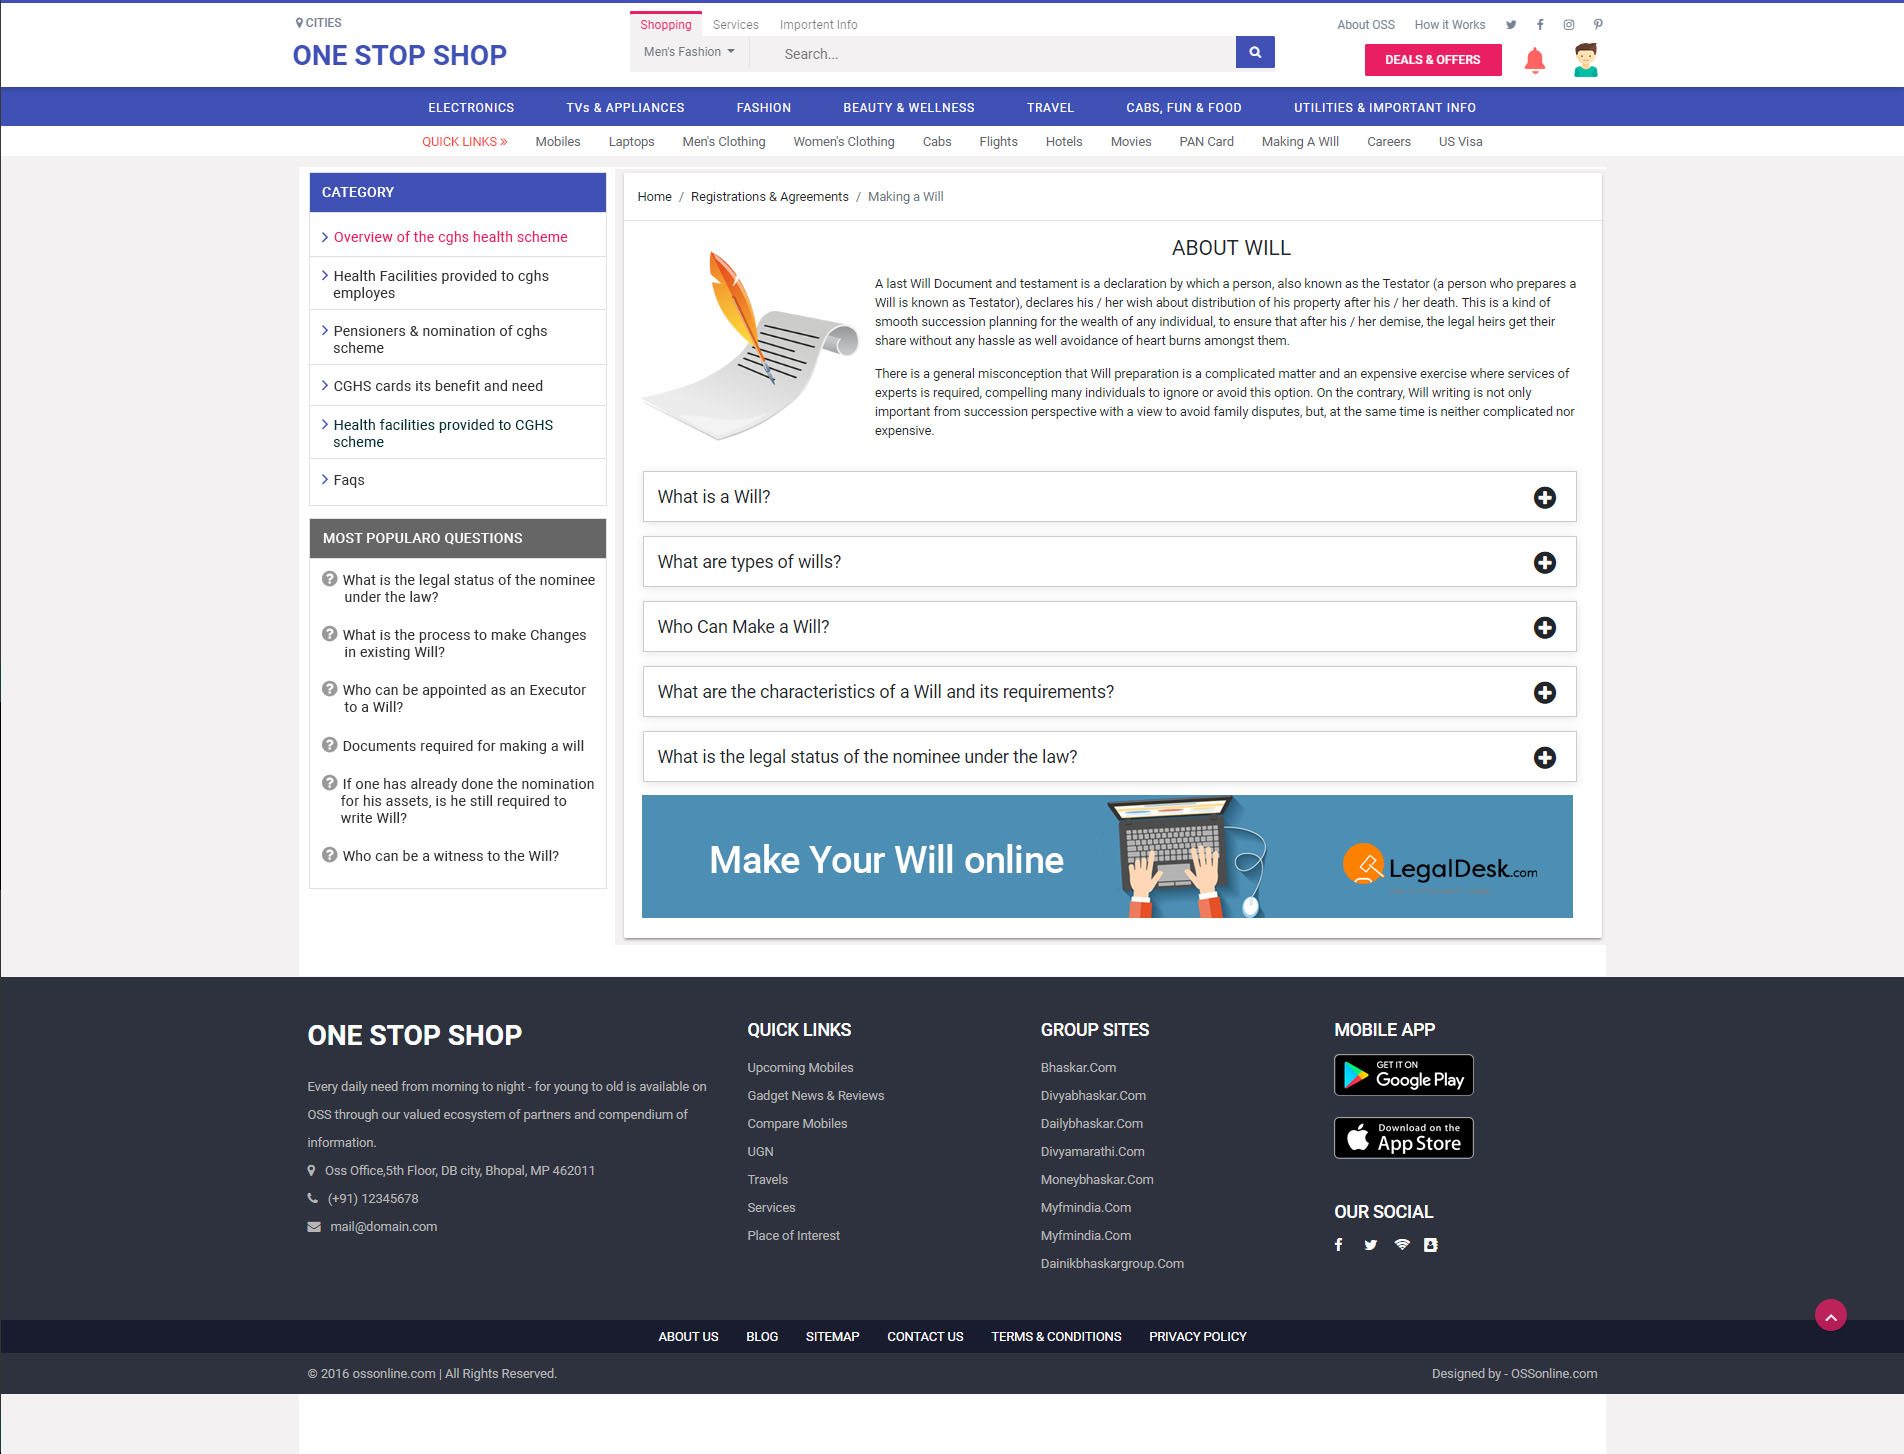 CITIES
ONE STOP SHOP
Shopping Services Importent Info
Men's Fashion Search...
About OSS How it Works
DEALS & OFFERS
ELECTRONICS TVs & APPLIANCES FASHION BEAUTY & WELLNESS TRAVEL CABS, FUN & FOOD UTILITIES & IMPORTANT INFO
QUICK LINKS » Mobiles Laptops Men's Clothing Women's Clothing Cabs Flights Hotels Movies PAN Card Making A WIll Careers US Visa
CATEGORY
Overview of the cghs health scheme
Health Facilities provided to cghs
employes
Pensioners & nomination of cghs
scheme
CGHS cards its benefit and need
Health facilities provided to CGHS
scheme
Faqs
MOST POPULARO QUESTIONS
What is the legal status of the nominee
under the law?
What is the process to make Changes
in existing Will?
Who can be appointed as an Executor
to a Will?
Documents required for making a will
If one has already done the nomination
for his assets, is he still required to
write Will?
Who can be a witness to the Will?
Home / Registrations & Agreements / Making a Will
ABOUT WILL
A last Will Document and testament is a declaration by which a person, also known as the Testator (a person who prepares a
Will is known as Testator), declares his / her wish about distribution of his property after his / her death. This is a kind of
smooth succession planning for the wealth of any individual, to ensure that after his / her demise, the legal heirs get their
share without any hassle as well avoidance of heart burns amongst them.
There is a general misconception that Will preparation is a complicated matter and an expensive exercise where services of
experts is required, compelling many individuals to ignore or avoid this option. On the contrary, Will writing is not only
important from succession perspective with a view to avoid family disputes, but, at the same time is neither complicated nor
expensive.
What is a Will?
What are types of wills?
Who Can Make a Will?
What are the characteristics of a Will and its requirements?
What is the legal status of the nominee under the law?
Make Your Will online
LegalDesk.com
ONE STOP SHOP
Every daily need from morning to night - for young to old is available on
OSS through our valued ecosystem of partners and compendium of
information.
Oss Office,5th Floor, DB city, Bhopal, MP 462011
(+91) 12345678
mail@domain.com
QUICK LINKS
Upcoming Mobiles
Gadget News & Reviews
Compare Mobiles
UGN
Travels
Services
Place of Interest
GROUP SITES
Bhaskar.Com
Divyabhaskar.Com
Dailybhaskar.Com
Divyamarathi.Com
Moneybhaskar.Com
Myfmindia.Com
Myfmindia.Com
Dainikbhaskargroup.Com
MOBILE APP
GET IT ON
Google Play
Download on the
App Store
OUR SOCIAL
ABOUT US BLOG SITEMAP CONTACT US TERMS & CONDITIONS PRIVACY POLICY
© 2016 ossonline.com | All Rights Reserved.
Designed by - OSSonline.com